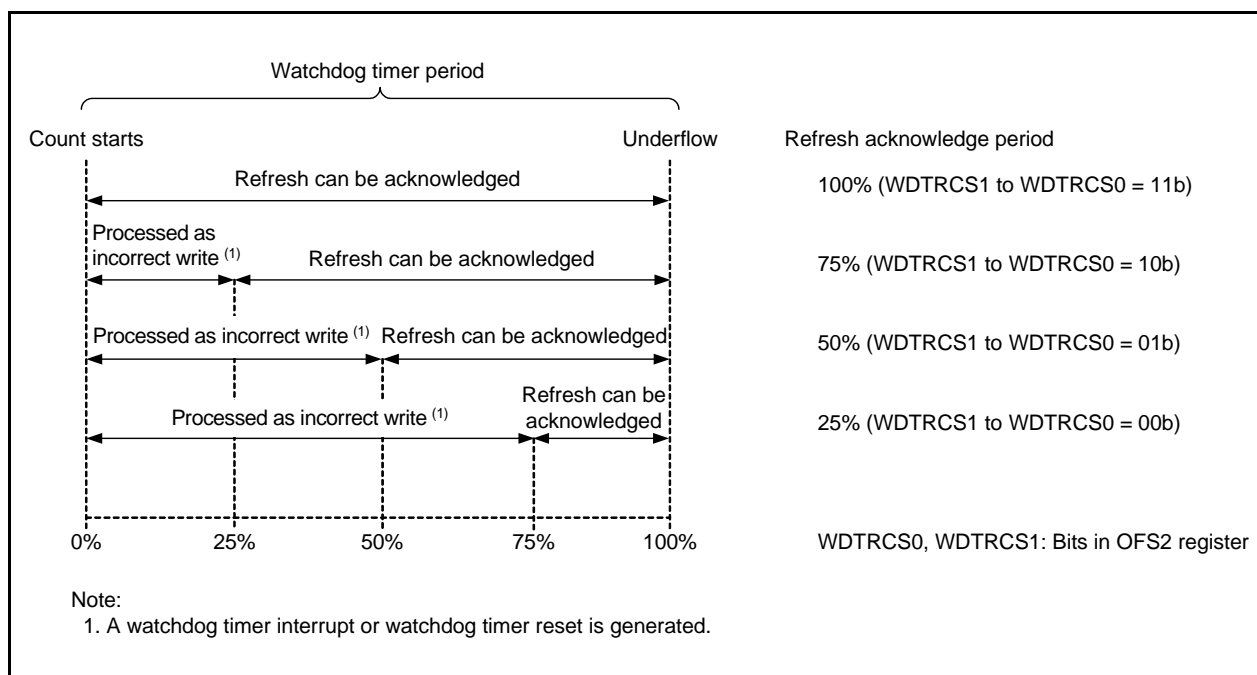 Watchdog timer period
Count starts
Underflow
Refresh acknowledge period
Refresh can be acknowledged
100% (WDTRCS1 to WDTRCS0 = 11b)
Processed as
incorrect write (1)
Refresh can be acknowledged
75% (WDTRCS1 to WDTRCS0 = 10b)
Processed as incorrect write (1)
Refresh can be acknowledged
50% (WDTRCS1 to WDTRCS0 = 01b)
Processed as incorrect write (1)
Refresh can be
acknowledged
25% (WDTRCS1 to WDTRCS0 = 00b)
0%
25%
50%
75%
100%
WDTRCS0, WDTRCS1: Bits in OFS2 register
Note:
1. A watchdog timer interrupt or watchdog timer reset is generated.